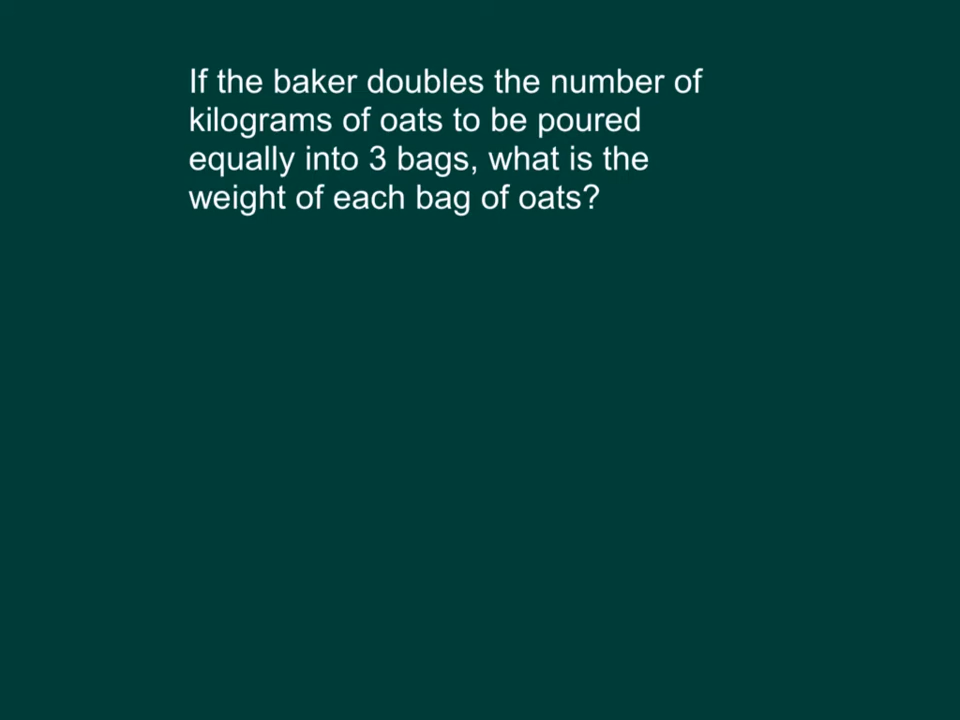 If the baker doubles the number of
kilograms of oats to be poured
equally into 3 bags, what is the
weight of each bag of oats?